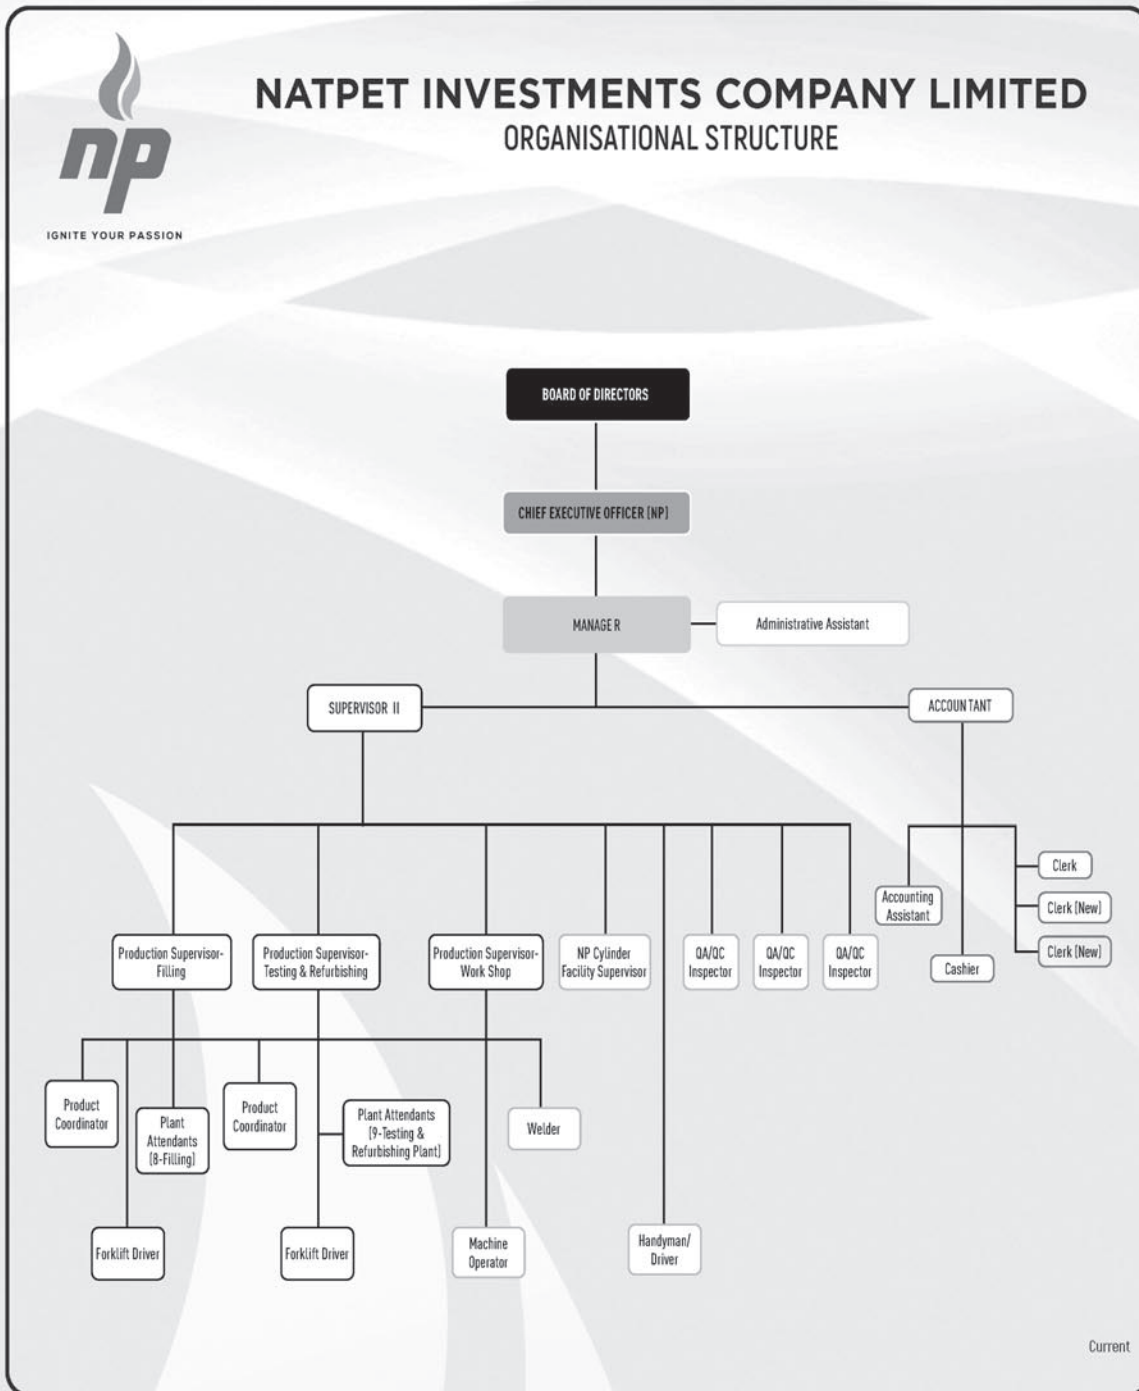 NATPET INVESTMENTS COMPANY LIMITED
ORGANISATIONAL STRUCTURE
np
IGNITE YOUR PASSION
BOARD OF DIRECTORS
CHIEF EXECUTIVE OFFICER (NP)
MANAGE R
Administrative Assistant
SUPERVISOR II
ACCOUNTANT
Clerk
Accounting
Assistant
Clerk (New)
Clerk (New)
Cashier
Production Supervisor-
Filling
Production Supervisor-
Testing & Refurbishing
Production Supervisor-
Work Shop
NP Cylinder
Facility Supervisor
QA/QC
Inspector
QA/QC
Inspector
QA/QC
Inspector
Product
Coordinator
Plant
Attendants
(8-Filling)
Product
Coordinator
Plant Attendants
(9-Testing &
Refurbishing Plant)
Welder
Forklift Driver
Forklift Driver
Machine
Operator
Handyman/
Driver
Current